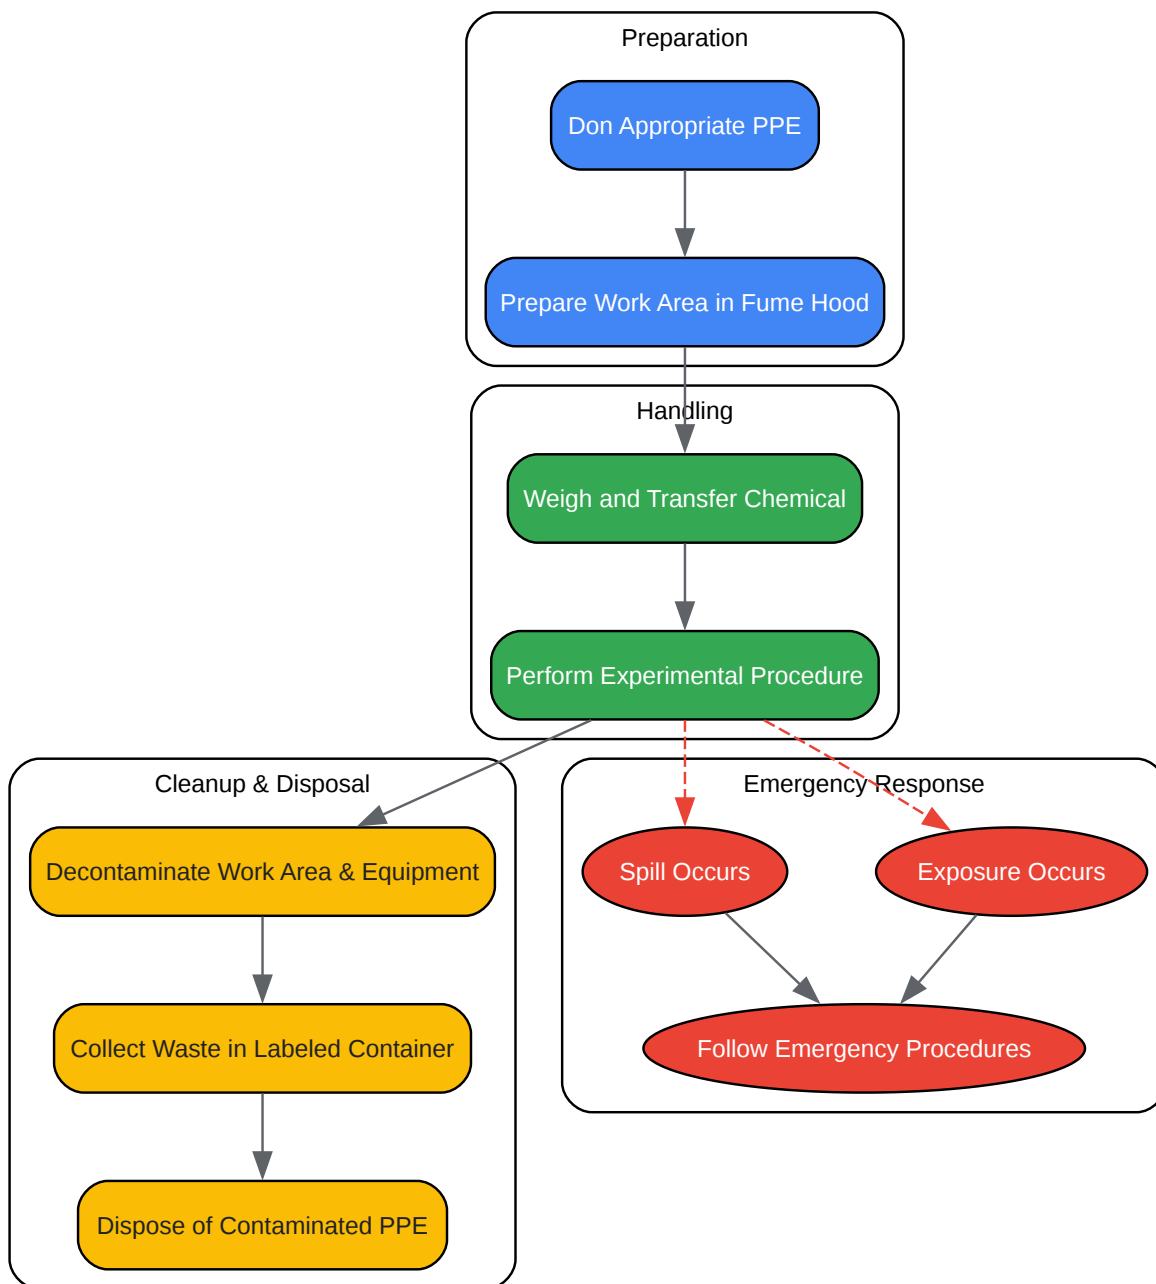 Preparation
Don Appropriate PPE
Prepare Work Area in Fume Hood
Handling
Weigh and Transfer Chemical
Perform Experimental Procedure
Cleanup & Disposal
Decontaminate Work Area & Equipment
Collect Waste in Labeled Container
Dispose of Contaminated PPE
Emergency Response
Spill Occurs
Exposure Occurs
Follow Emergency Procedures